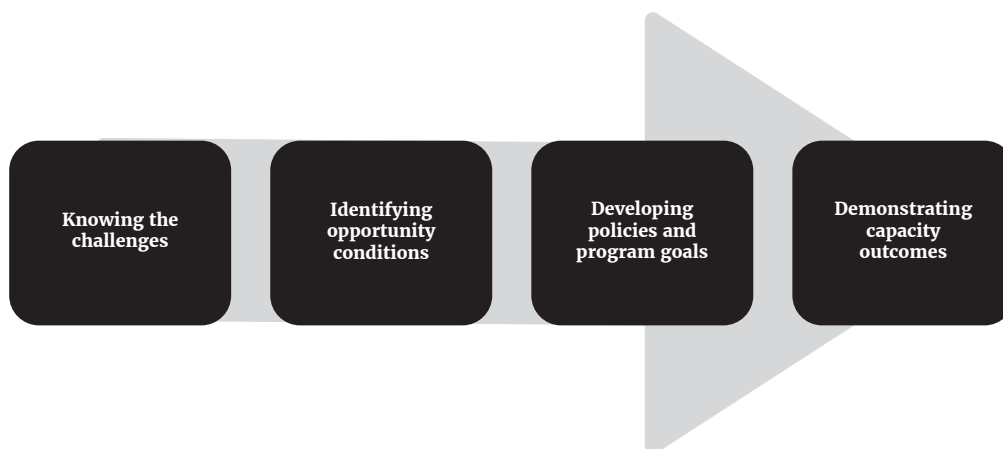 Knowing the
challenges
Identifying
opportunity
conditions
Developing
policies and
program goals
Demonstrating
capacity
outcomes